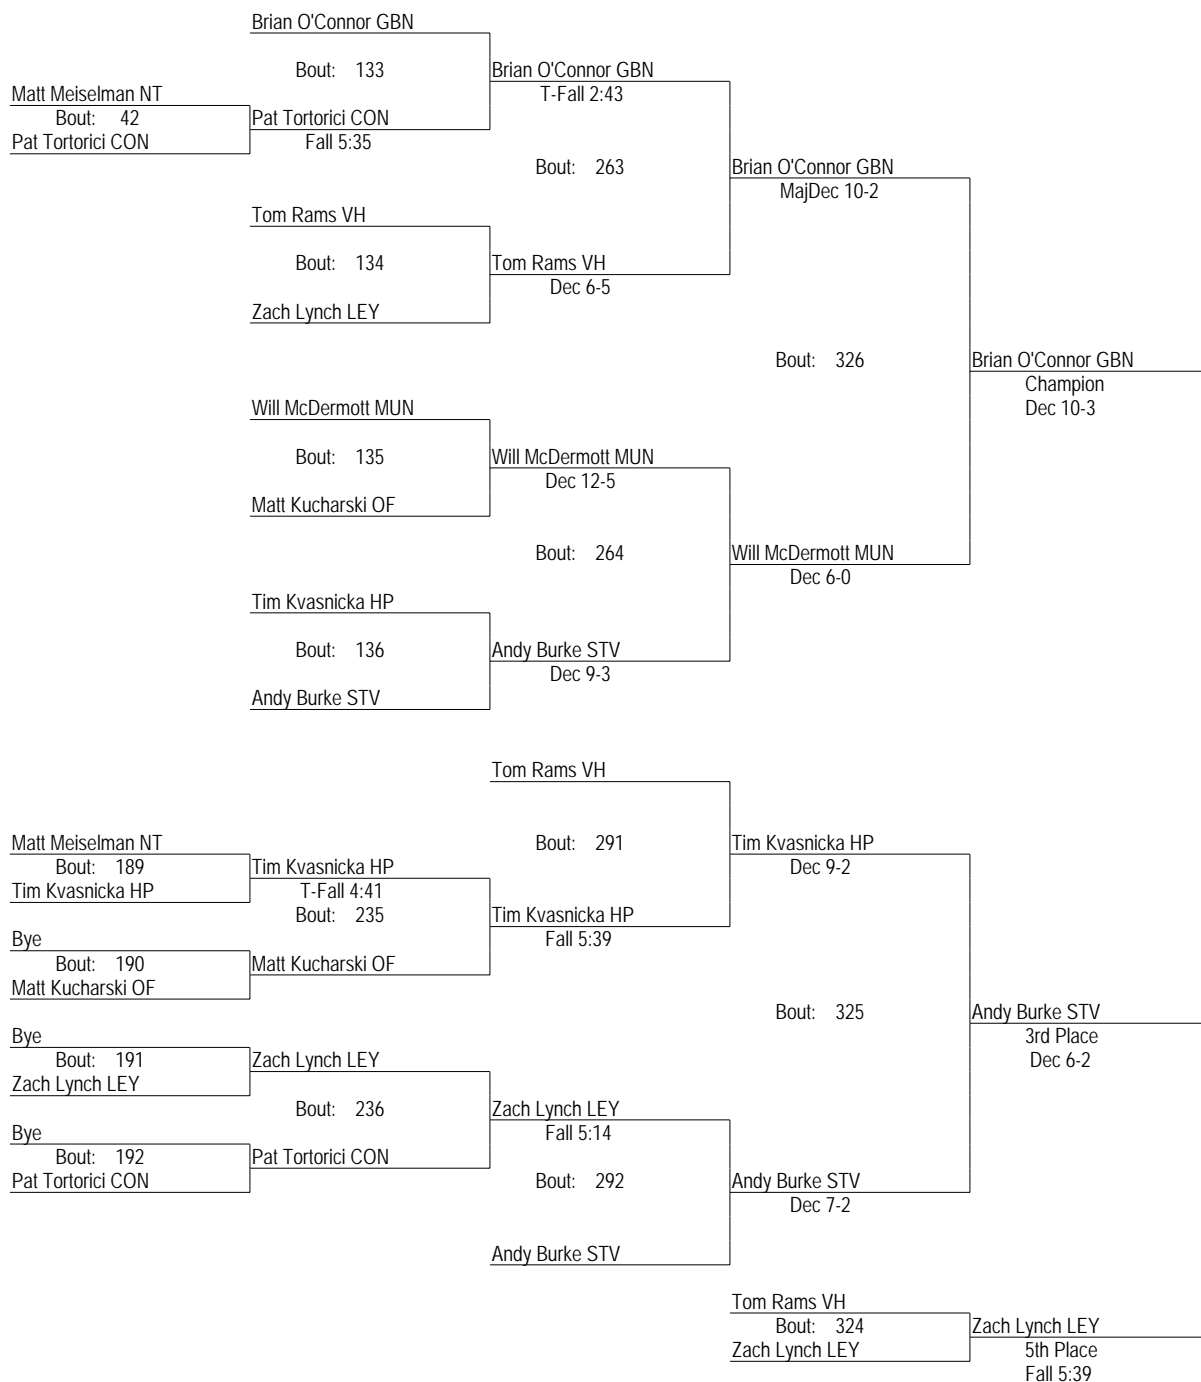 Brian O'Connor GBN
Bout: 133
Brian O'Connor GBN
T-Fall 2:43
Matt Meiselman NT
Bout: 42
Pat Tortorici CON
Pat Tortorici CON
Fall 5:35
Bout: 263
Brian O'Connor GBN
MajDec 10-2
Tom Rams VH
Bout: 134
Tom Rams VH
Dec 6-5
Zach Lynch LEY
Bout: 326
Brian O'Connor GBN
Champion
Dec 10-3
Will McDermott MUN
Bout: 135
Will McDermott MUN
Dec 12-5
Matt Kucharski OF
Bout: 264
Will McDermott MUN
Dec 6-0
Tim Kvasnicka HP
Bout: 136
Andy Burke STV
Dec 9-3
Andy Burke STV
Tom Rams VH
Bout: 291
Tim Kvasnicka HP
Dec 9-2
Matt Meiselman NT
Bout: 189
Tim Kvasnicka HP
Tim Kvasnicka HP
T-Fall 4:41
Bout: 235
Tim Kvasnicka HP
Fall 5:39
Bye
Bout: 190
Matt Kucharski OF
Matt Kucharski OF
Bout: 325
Andy Burke STV
3rd Place
Dec 6-2
Bye
Bout: 191
Zach Lynch LEY
Zach Lynch LEY
Bout: 236
Zach Lynch LEY
Fall 5:14
Bye
Bout: 192
Pat Tortorici CON
Pat Tortorici CON
Bout: 292
Andy Burke STV
Dec 7-2
Andy Burke STV
Tom Rams VH
Bout: 324
Zach Lynch LEY
Zach Lynch LEY
5th Place
Fall 5:39